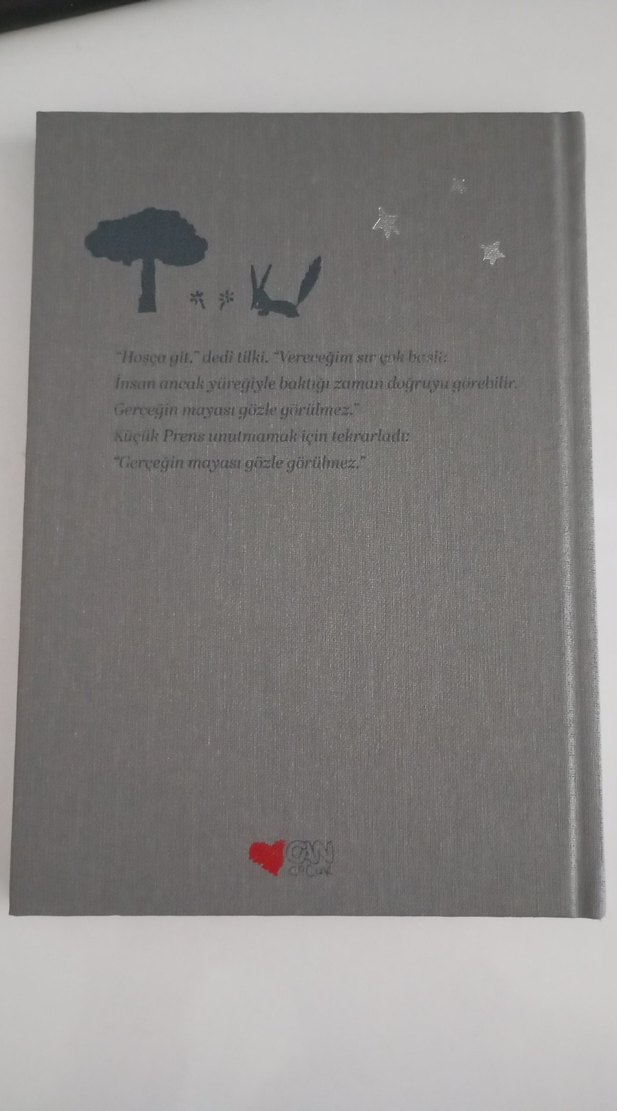 “Hoşça git,” dedi tilki. “Vereceğim sır çok basit:
İnsan ancak yüreğiyle baktığı zaman doğruyu görebilir.
Gerçeğin mayası gözle görülmez.”
Küçük Prens unutmamak için tekrarladı:
“Gerçeğin mayası gözle görülmez.”
CAN
ÇOCUK